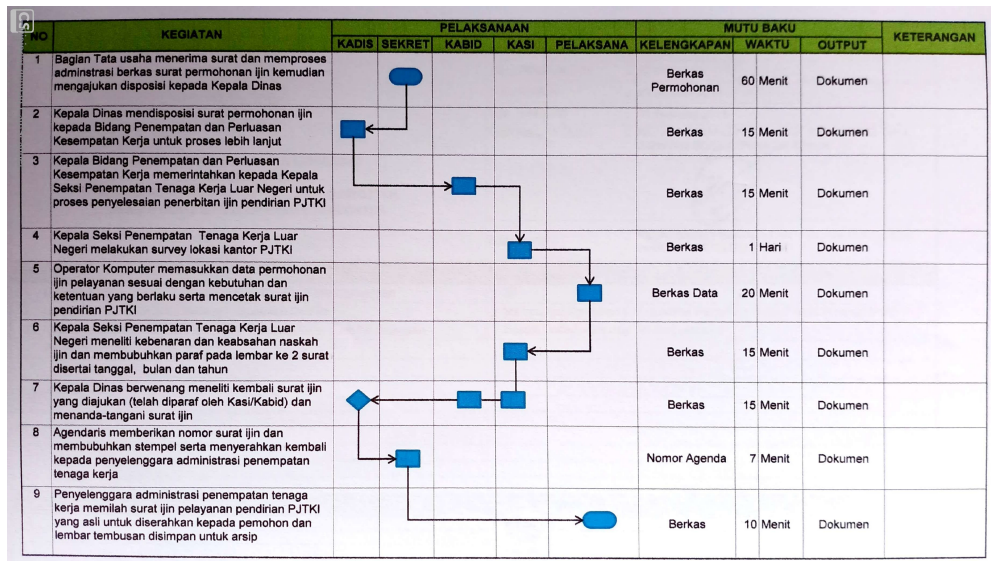 NO KEGIATAN PELAKSANAAN MUTU BAKU KETERANGAN
KADIS SEKRET KABID KASI PELAKSANA KELENGKAPAN WAKTU OUTPUT
1 Bagian Tata usaha menerima surat dan memproses
adminstrasi berkas surat permohonan ijin kemudian
mengajukan disposisi kepada Kepala Dinas
Berkas
Permohonan
60 Menit Dokumen
2 Kepala Dinas mendisposisi surat permohonan ijin
kepada Bidang Penempatan dan Perluasan
Kesempatan Kerja untuk proses lebih lanjut
Berkas 15 Menit Dokumen
3 Kepala Bidang Penempatan dan Perluasan
Kesempatan Kerja memerintahkan kepada Kepala
Seksi Penempatan Tenaga Kerja Luar Negeri untuk
proses penyelesaian penerbitan ijin pendirian PJTKI
Berkas 15 Menit Dokumen
4 Kepala Seksi Penempatan Tenaga Kerja Luar
Negeri melakukan survey lokasi kantor PJTKI
Berkas 1 Hari Dokumen
5 Operator Komputer memasukkan data permohonan
ijin pelayanan sesuai dengan kebutuhan dan
ketentuan yang berlaku serta mencetak surat ijin
pendirian PJTKI
Berkas Data 20 Menit Dokumen
6 Kepala Seksi Penempatan Tenaga Kerja Luar
Negeri meneliti kebenaran dan keabsahan naskah
ijin dan membubuhkan paraf pada lembar ke 2 surat
disertai tanggal, bulan dan tahun
Berkas 15 Menit Dokumen
7 Kepala Dinas berwenang meneliti kembali surat ijin
yang diajukan (telah diparaf oleh Kasi/Kabid) dan
menanda-tangani surat ijin
Berkas 15 Menit Dokumen
8 Agendaris memberikan nomor surat ijin dan
membubuhkan stempel serta menyerahkan kembali
kepada penyelenggara administrasi penempatan
tenaga kerja
Nomor Agenda 7 Menit Dokumen
9 Penyelenggara administrasi penempatan tenaga
kerja memilah surat ijin pelayanan pendirian PJTKI
yang asli untuk diserahkan kepada pemohon dan
lembar tembusan disimpan untuk arsip
Berkas 10 Menit Dokumen